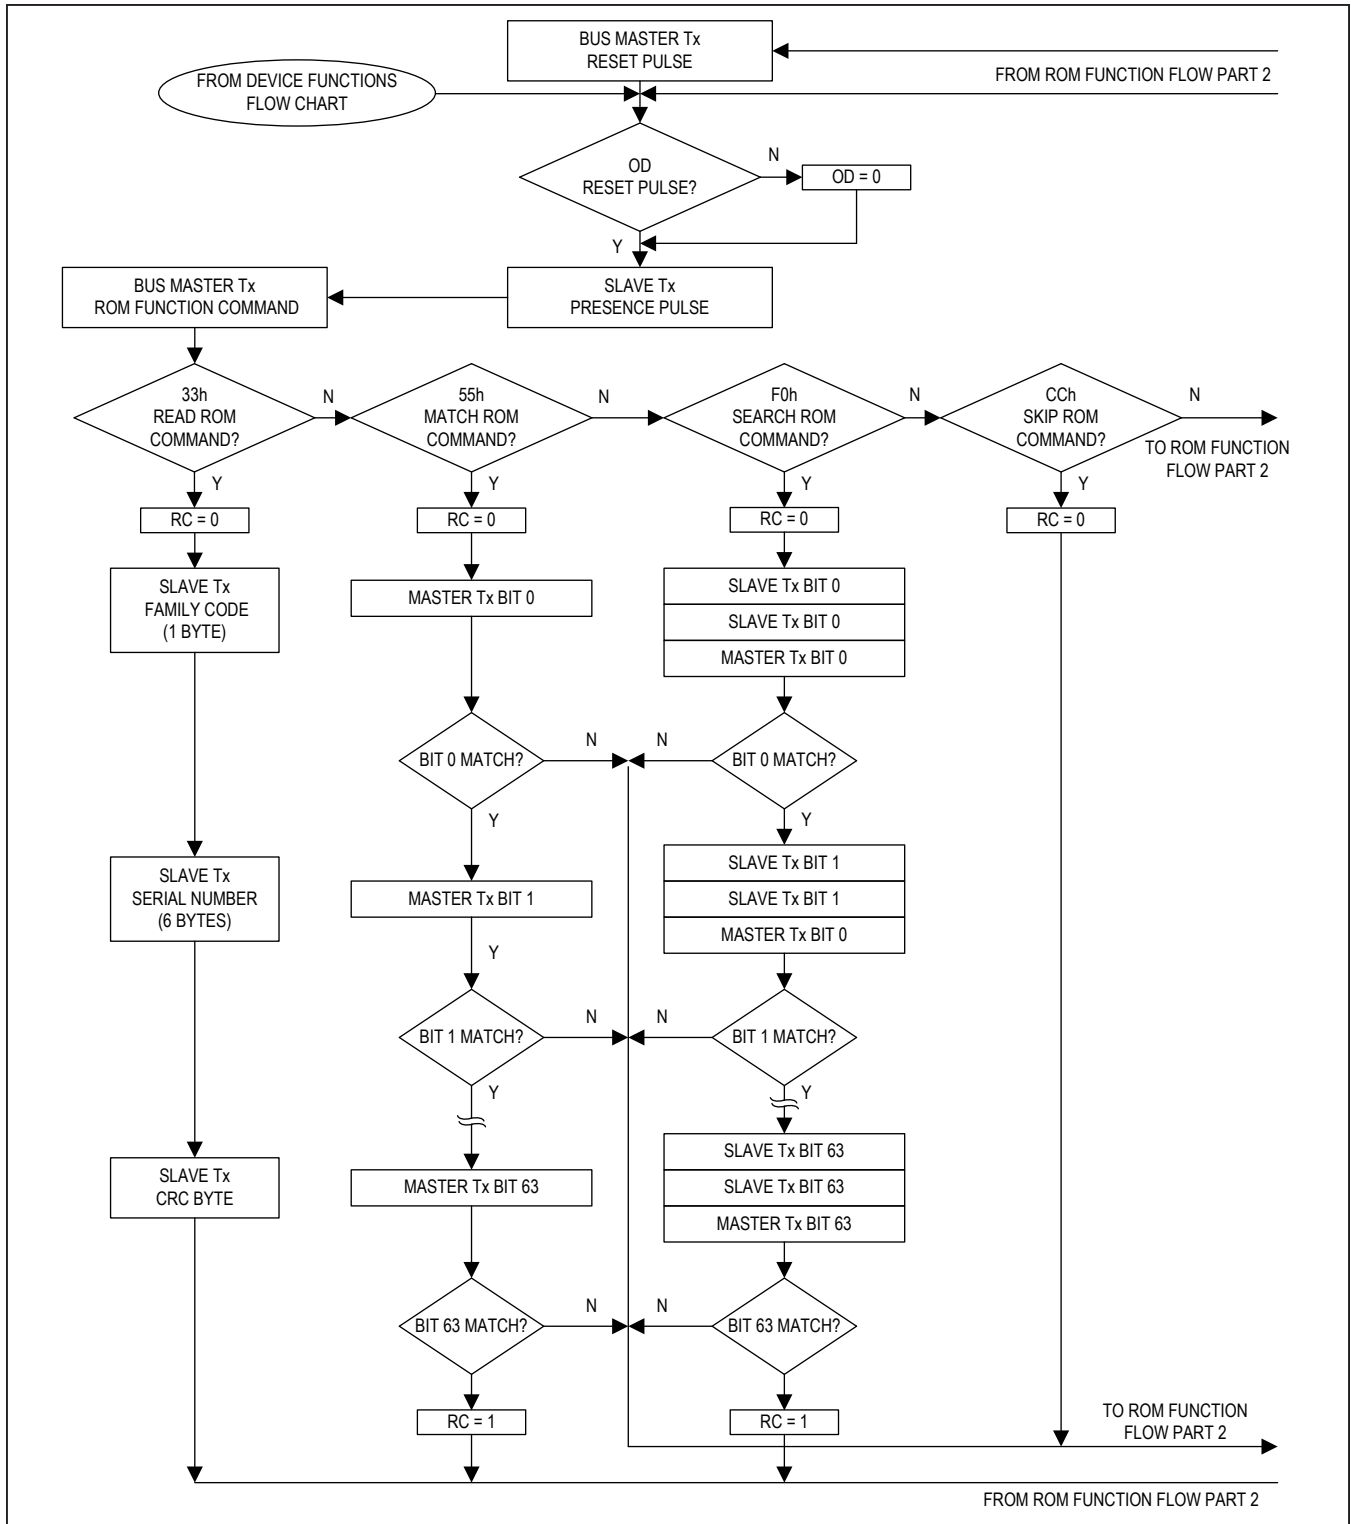 BUS MASTER Tx
RESET PULSE
FROM ROM FUNCTION FLOW PART 2
FROM DEVICE FUNCTIONS
FLOW CHART
OD
RESET PULSE?
N
OD = 0
Y
BUS MASTER Tx
ROM FUNCTION COMMAND
SLAVE Tx
PRESENCE PULSE
33h
READ ROM
COMMAND?
N
55h
MATCH ROM
COMMAND?
N
F0h
SEARCH ROM
COMMAND?
N
CCh
SKIP ROM
COMMAND?
N
TO ROM FUNCTION
FLOW PART 2
Y
Y
Y
Y
RC = 0
RC = 0
RC = 0
RC = 0
SLAVE Tx
FAMILY CODE
(1 BYTE)
MASTER Tx BIT 0
SLAVE Tx BIT 0
SLAVE Tx BIT 0
MASTER Tx BIT 0
BIT 0 MATCH?
N
N
BIT 0 MATCH?
Y
Y
SLAVE Tx
SERIAL NUMBER
(6 BYTES)
MASTER Tx BIT 1
SLAVE Tx BIT 1
SLAVE Tx BIT 1
MASTER Tx BIT 0
Y
BIT 1 MATCH?
N
N
BIT 1 MATCH?
Y
Y
SLAVE Tx
CRC BYTE
MASTER Tx BIT 63
SLAVE Tx BIT 63
SLAVE Tx BIT 63
MASTER Tx BIT 63
BIT 63 MATCH?
N
N
BIT 63 MATCH?
Y
Y
RC = 1
RC = 1
TO ROM FUNCTION
FLOW PART 2
FROM ROM FUNCTION FLOW PART 2